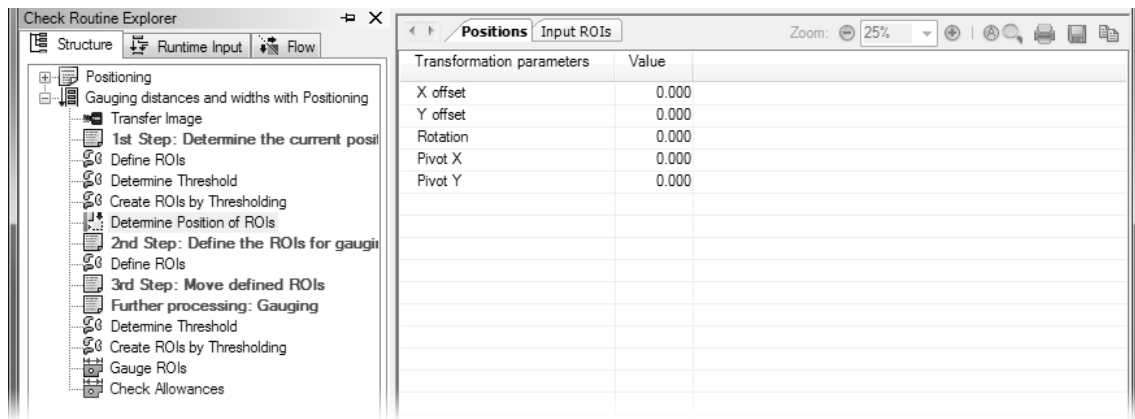 Check Routine Explorer
Structure
Runtime Input
Flow
Positioning
Gauging distances and widths with Positioning
Transfer Image
1st Step: Determine the current posit
Define ROIs
Determine Threshold
Create ROIs by Thresholding
Determine Position of ROIs
2nd Step: Define the ROIs for gaugin
Define ROIs
3rd Step: Move defined ROIs
Further processing: Gauging
Determine Threshold
Create ROIs by Thresholding
Gauge ROIs
Check Allowances
Positions
Input ROIs
Zoom: 25%
Transformation parameters Value
X offset 0.000
Y offset 0.000
Rotation 0.000
Pivot X 0.000
Pivot Y 0.000